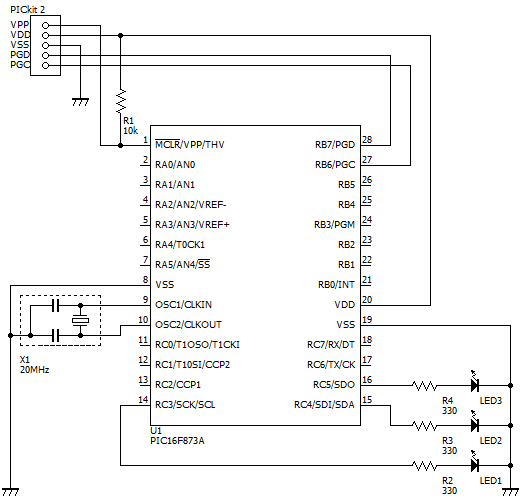 PICkit 2
VPP
VDD
VSS
PGD
PGC
R1
10k
1 MCLR/VPP/THV RB7/PGD 28
2 RA0/AN0 RB6/PGC 27
3 RA1/AN1 RB5 26
4 RA2/AN2/VREF- RB4 25
5 RA3/AN3/VREF+ RB3/PGM 24
6 RA4/T0CK1 RB2 23
7 RA5/AN4/SS RB1 22
8 VSS RB0/INT 21
9 OSC1/CLKIN VDD 20
10 OSC2/CLKOUT VSS 19
11 RC0/T1OSO/T1CKI RC7/RX/DT 18
12 RC1/T10SI/CCP2 RC6/TX/CK 17
13 RC2/CCP1 RC5/SDO 16
14 RC3/SCK/SCL RC4/SDI/SDA 15
X1
20MHz
U1
PIC16F873A
R4 LED3
330
R3 LED2
330
R2 LED1
330